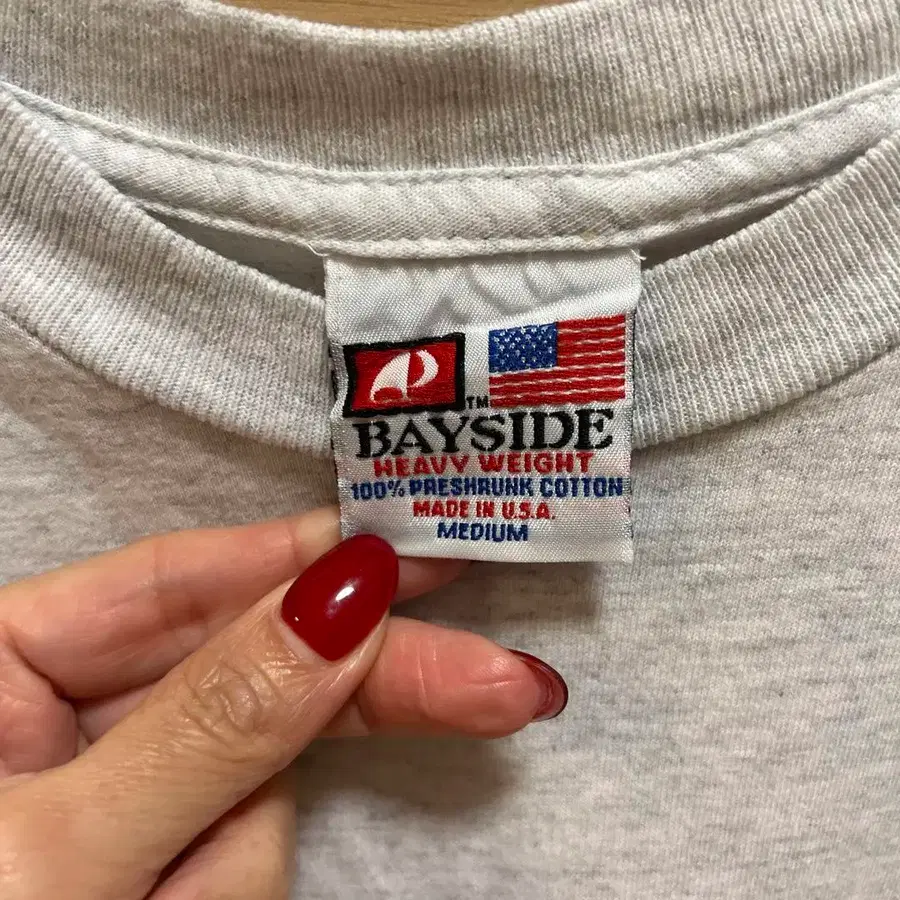 TM
BAYSIDE
HEAVY WEIGHT
100% PRESHRUNK COTTON
MADE IN U.S.A.
MEDIUM